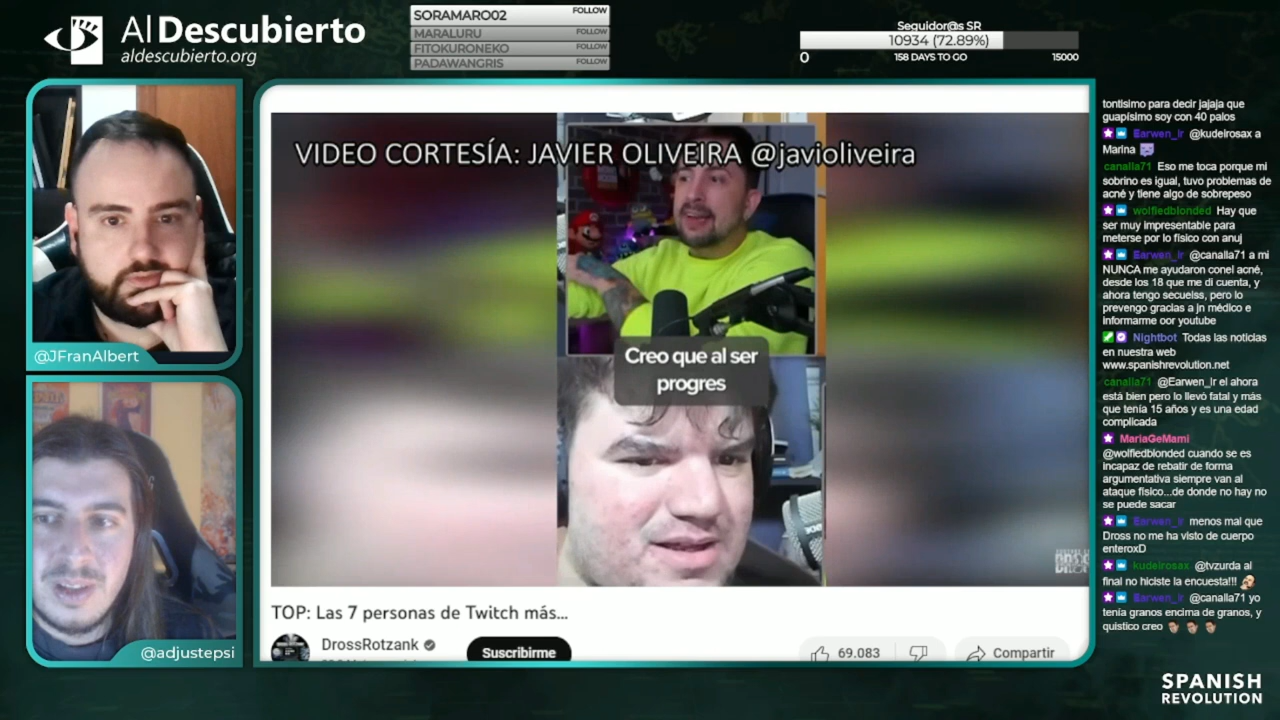 Al Descubierto
aldescubierto.org
SORAMARO02 FOLLOW
MARALURU FOLLOW
FITOKURONEKO FOLLOW
PADAWANGRIS FOLLOW
Seguidor@s SR
10934 (72.89%)
0 158 DAYS TO GO 15000
@JFranAlbert
@adjustepsi
VIDEO CORTESÍA: JAVIER OLIVEIRA @javioliveira
Creo que al ser
progres
TOP: Las 7 personas de Twitch más...
DrossRotzank
Suscribirme
69.083
Compartir
tontisimo para decir jajaja que
guapísimo soy con 40 palos
Earwen_Ir @kudeirosax a
Marina
canalla71 Eso me toca porque mi
sobrino es igual, tuvo problemas de
acné y tiene algo de sobrepeso
wolfiedblonded Hay que
ser muy impresentable para
meterse por lo físico con anuj
Earwen_Ir @canalla71 a mi
NUNCA me ayudaron conel acné,
desde los 18 que me di cuenta, y
ahora tengo secuelss, pero lo
prevengo gracias a jn médico e
informarme oor youtube
Nightbot Todas las noticias
en nuestra web
www.spanishrevolution.net
canalla71 @Earwen_Ir el ahora
está bien pero lo llevó fatal y más
que tenía 15 años y es una edad
complicada
MariaGeMami
@wolfiedblonded cuando se es
incapaz de rebatir de forma
argumentativa siempre van al
ataque físico...de donde no hay no
se puede sacar
Earwen_Ir menos mal que
Dross no me ha visto de cuerpo
enteroxD
kudeirosax @tvzurda al
final no hiciste la encuesta!!!
Earwen_Ir @canalla71 yo
tenía granos encima de granos, y
quistico creo
SPANISH
REVOLUTION